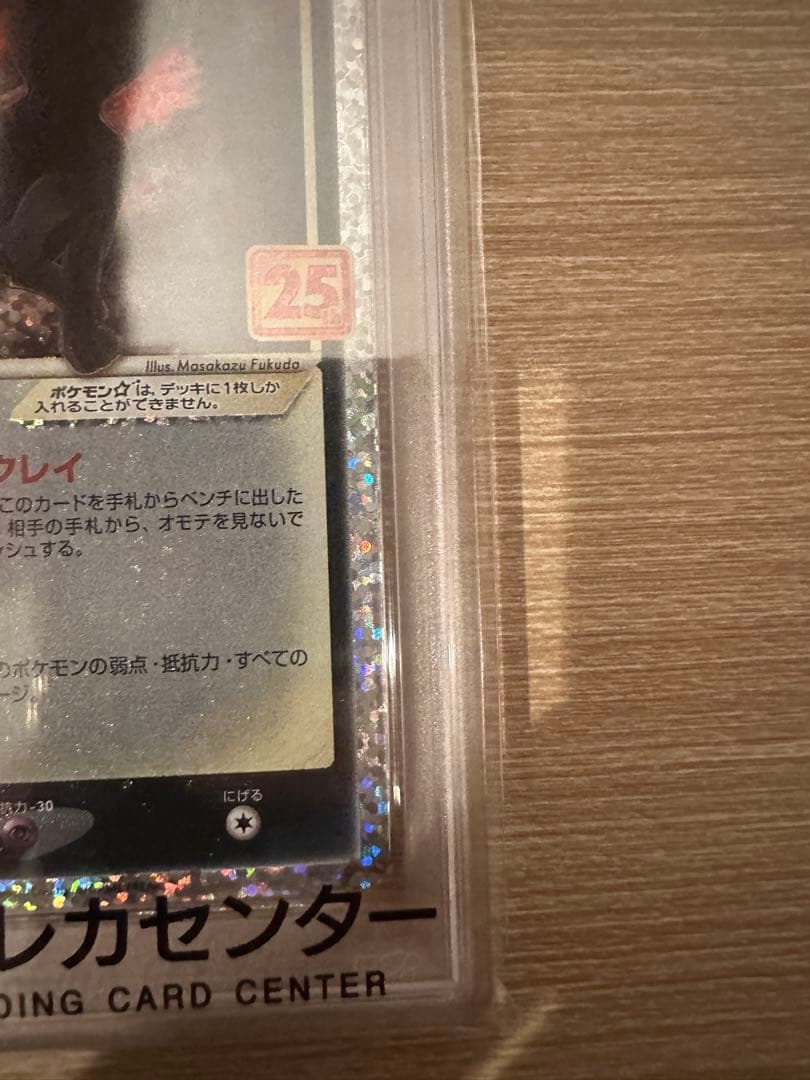 25th
Illus. Masakazu Fukuda
ポケモン☆は、デッキに1枚しか
入れることができません。
クレイ
このカードを手札からベンチに出した
相手の手札から、オモテを見ないで
ッシュする。
のポケモンの弱点・抵抗力・すべての
ージ。
抗力-30
にげる
レカセンター
DING CARD CENTER